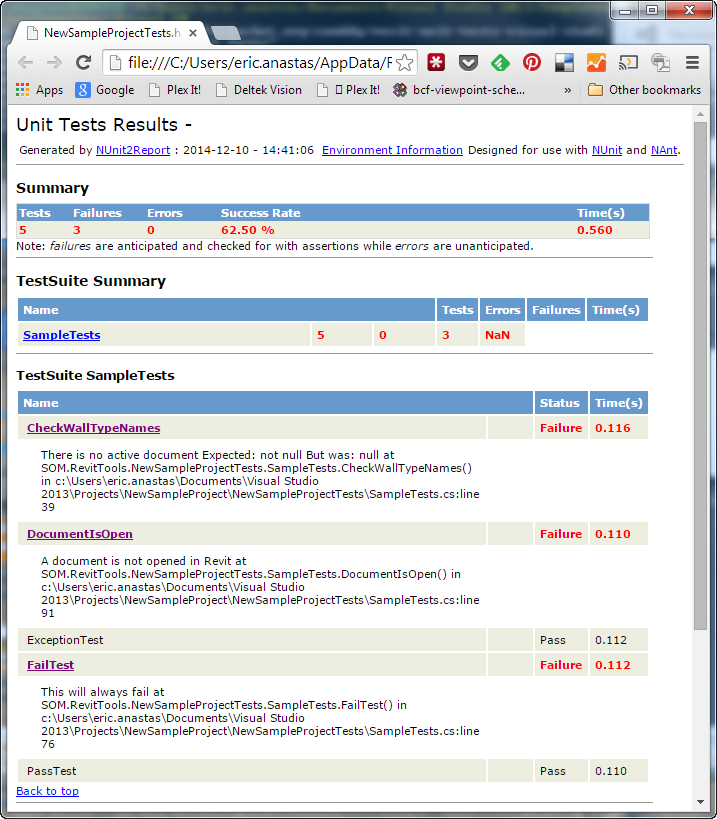 NewSampleProjectTests.h
file:///C:/Users/eric.anastas/AppData/R
Apps Google Plex It! Deltek Vision Plex It! bcf-viewpoint-sche... » Other bookmarks
Unit Tests Results -
Generated by NUnit2Report : 2014-12-10 - 14:41:06 Environment Information Designed for use with NUnit and NAnt.
Summary
Tests Failures Errors Success Rate Time(s)
5 3 0 62.50 % 0.560
Note: failures are anticipated and checked for with assertions while errors are unanticipated.
TestSuite Summary
Name Tests Errors Failures Time(s)
SampleTests 5 0 3 NaN
TestSuite SampleTests
Name Status Time(s)
CheckWallTypeNames Failure 0.116
There is no active document Expected: not null But was: null at
SOM.RevitTools.NewSampleProjectTests.SampleTests.CheckWallTypeNames()
in c:\Users\eric.anastas\Documents\Visual Studio
2013\Projects\NewSampleProject\NewSampleProjectTests\SampleTests.cs:line
39
DocumentIsOpen Failure 0.110
A document is not opened in Revit at
SOM.RevitTools.NewSampleProjectTests.SampleTests.DocumentIsOpen() in
c:\Users\eric.anastas\Documents\Visual Studio
2013\Projects\NewSampleProject\NewSampleProjectTests\SampleTests.cs:line
91
ExceptionTest Pass 0.112
FailTest Failure 0.112
This will always fail at
SOM.RevitTools.NewSampleProjectTests.SampleTests.FailTest() in
c:\Users\eric.anastas\Documents\Visual Studio
2013\Projects\NewSampleProject\NewSampleProjectTests\SampleTests.cs:line
76
PassTest Pass 0.110
Back to top